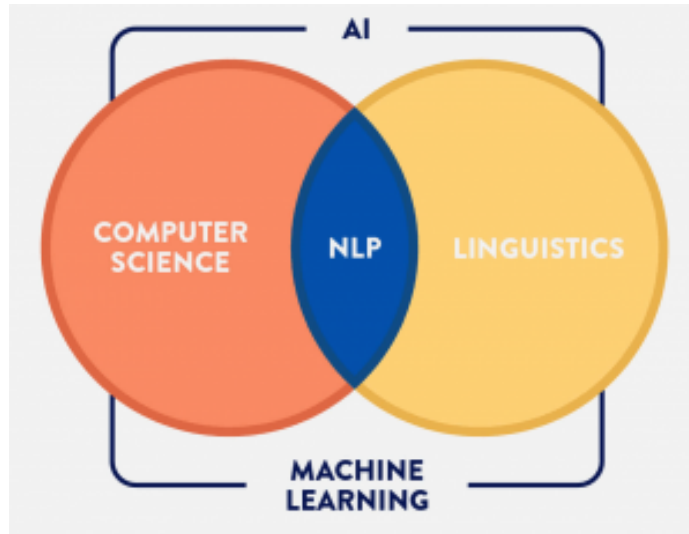 AI
COMPUTER
SCIENCE
NLP
LINGUISTICS
MACHINE
LEARNING